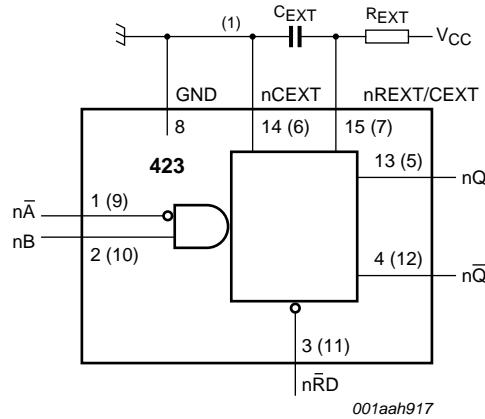 (1)
CEXT
REXT
VCC
GND
nCEXT
nREXT/CEXT
8
14 (6)
15 (7)
423
13 (5)
nQ
nA̅
1 (9)
nB
2 (10)
4 (12)
nQ̅
3 (11)
nR̅D
001aah917